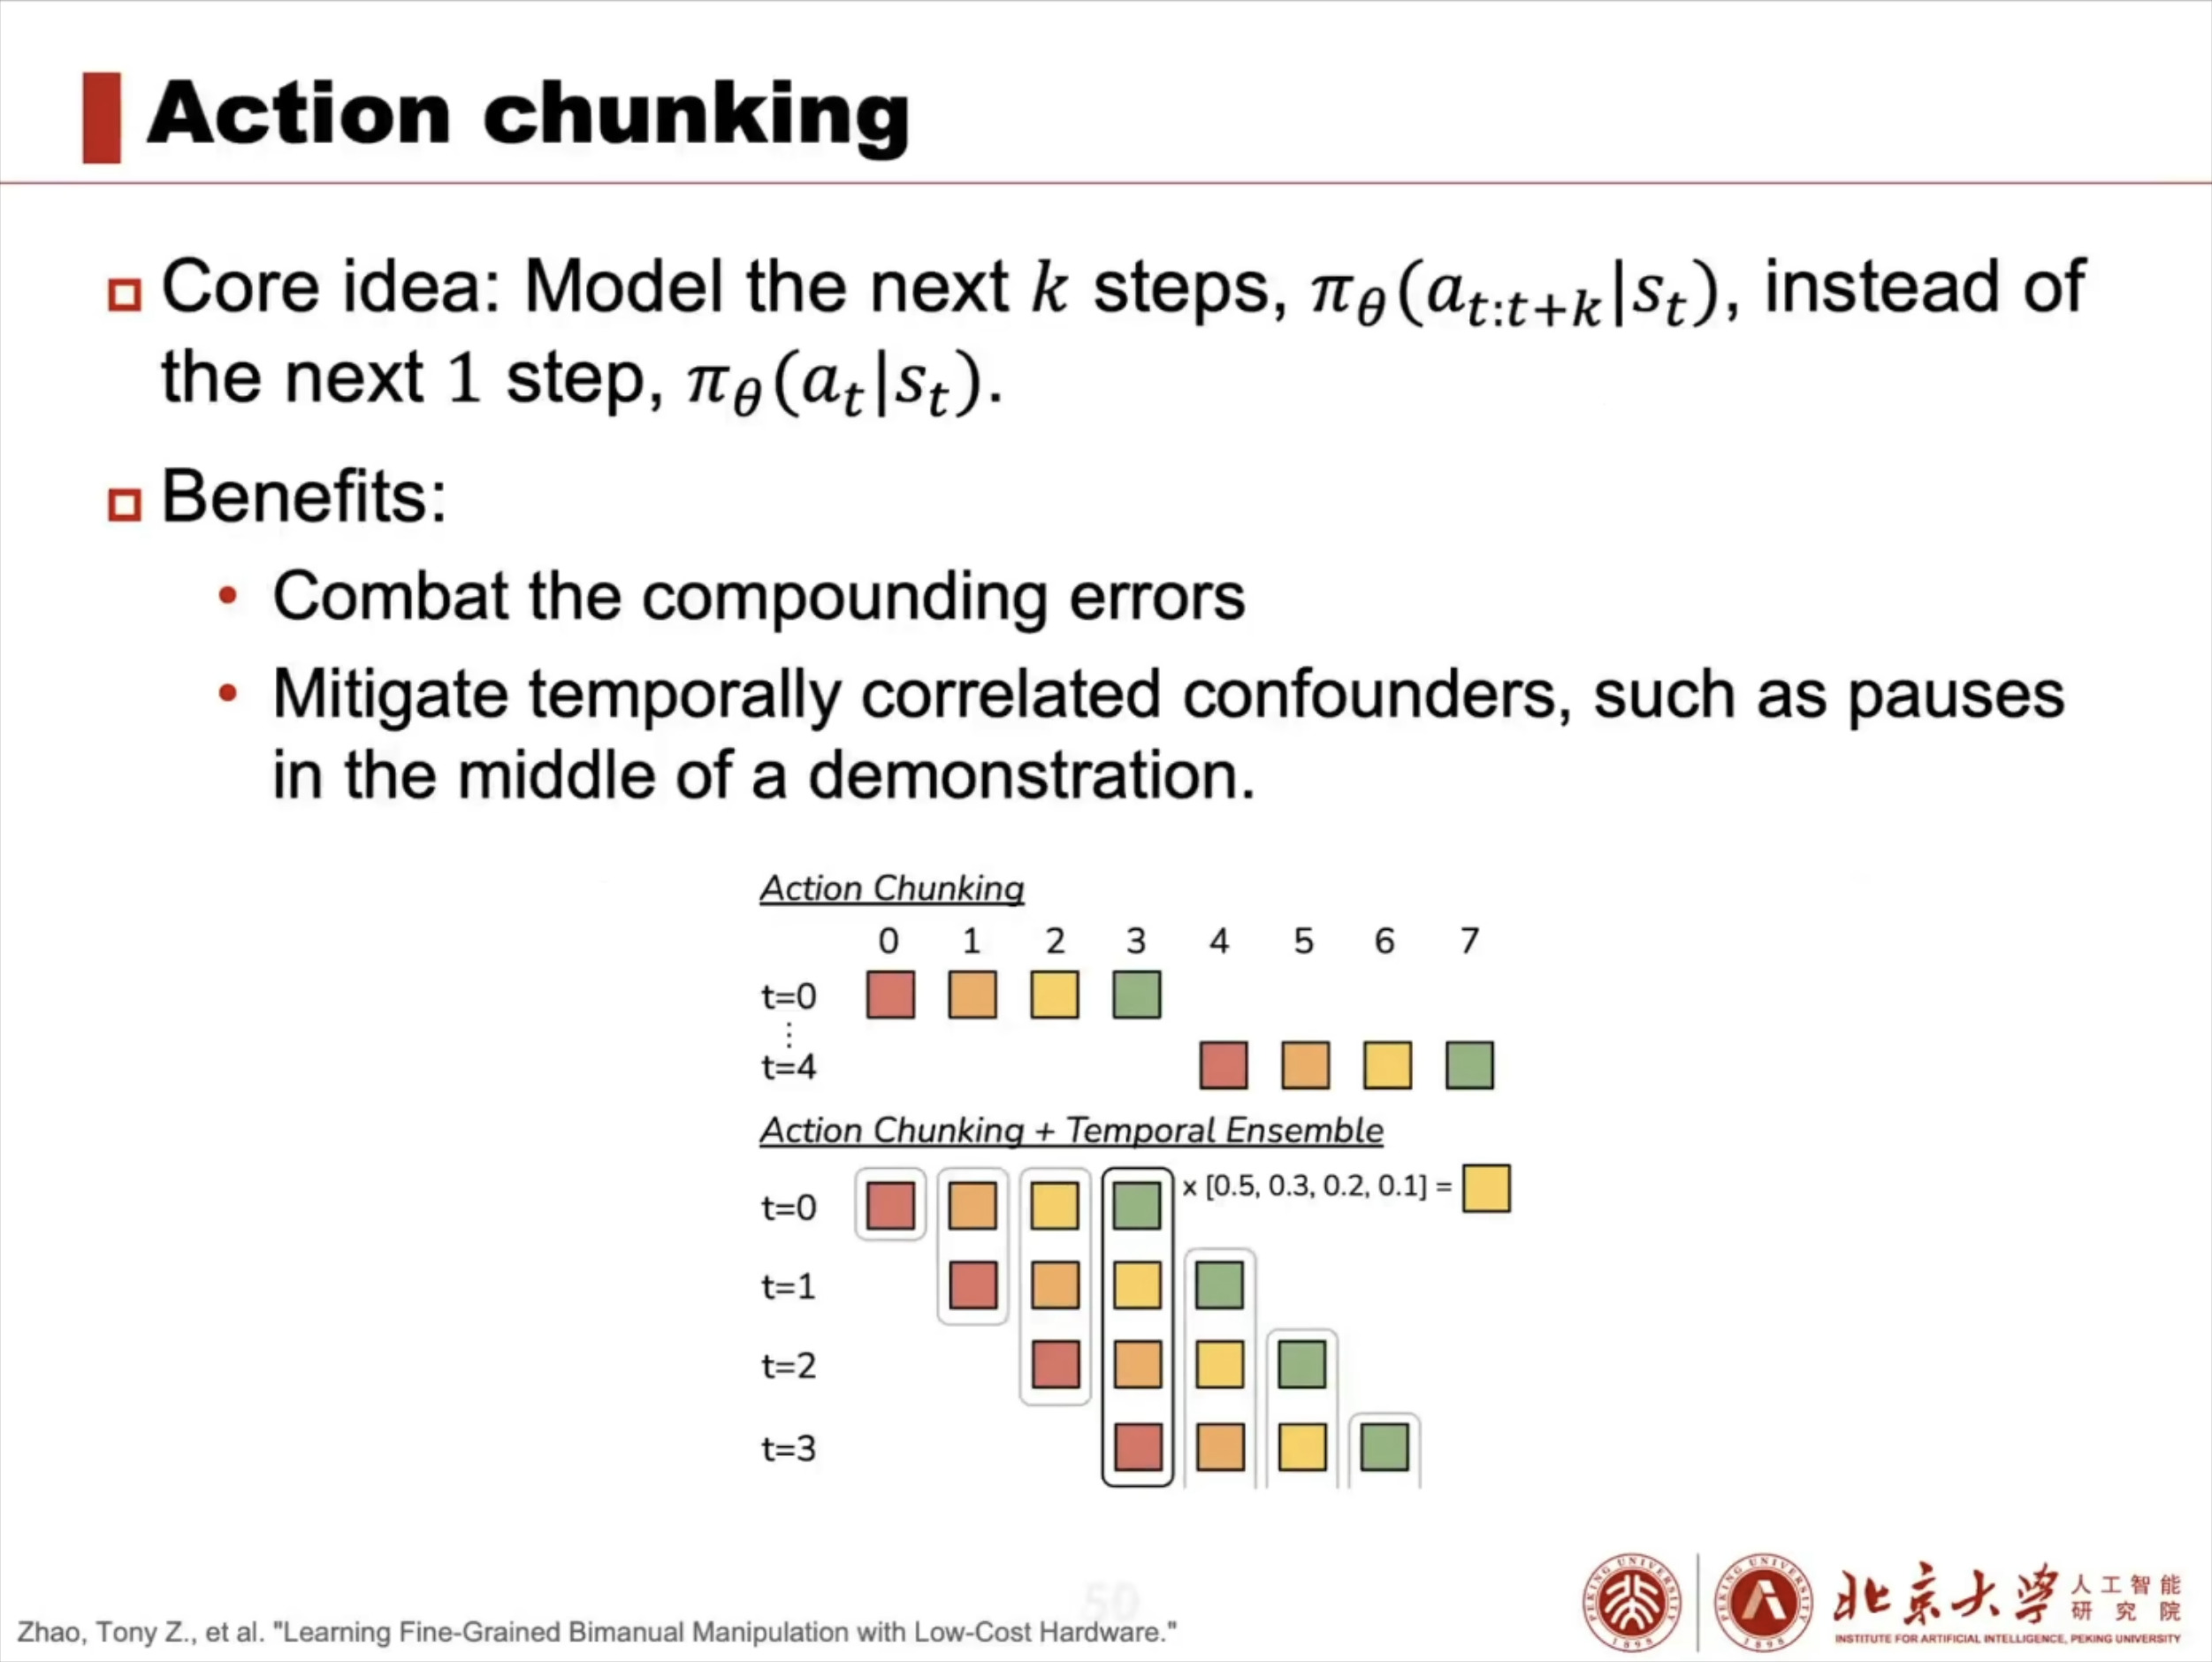 Action chunking
Core idea: Model the next k steps, π_θ(a_{t:t+k}|s_t), instead of
the next 1 step, π_θ(a_t|s_t).
Benefits:
Combat the compounding errors
Mitigate temporally correlated confounders, such as pauses
in the middle of a demonstration.
Action Chunking
0 1 2 3 4 5 6 7
t=0
⋮
t=4
Action Chunking + Temporal Ensemble
t=0 x [0.5, 0.3, 0.2, 0.1] =
t=1
t=2
t=3
50
Zhao, Tony Z., et al. "Learning Fine-Grained Bimanual Manipulation with Low-Cost Hardware."
PEKING UNIVERSITY
1898
PEKING UNIVERSITY
1898
北京大学
人工智能
研究院
INSTITUTE FOR ARTIFICIAL INTELLIGENCE, PEKING UNIVERSITY